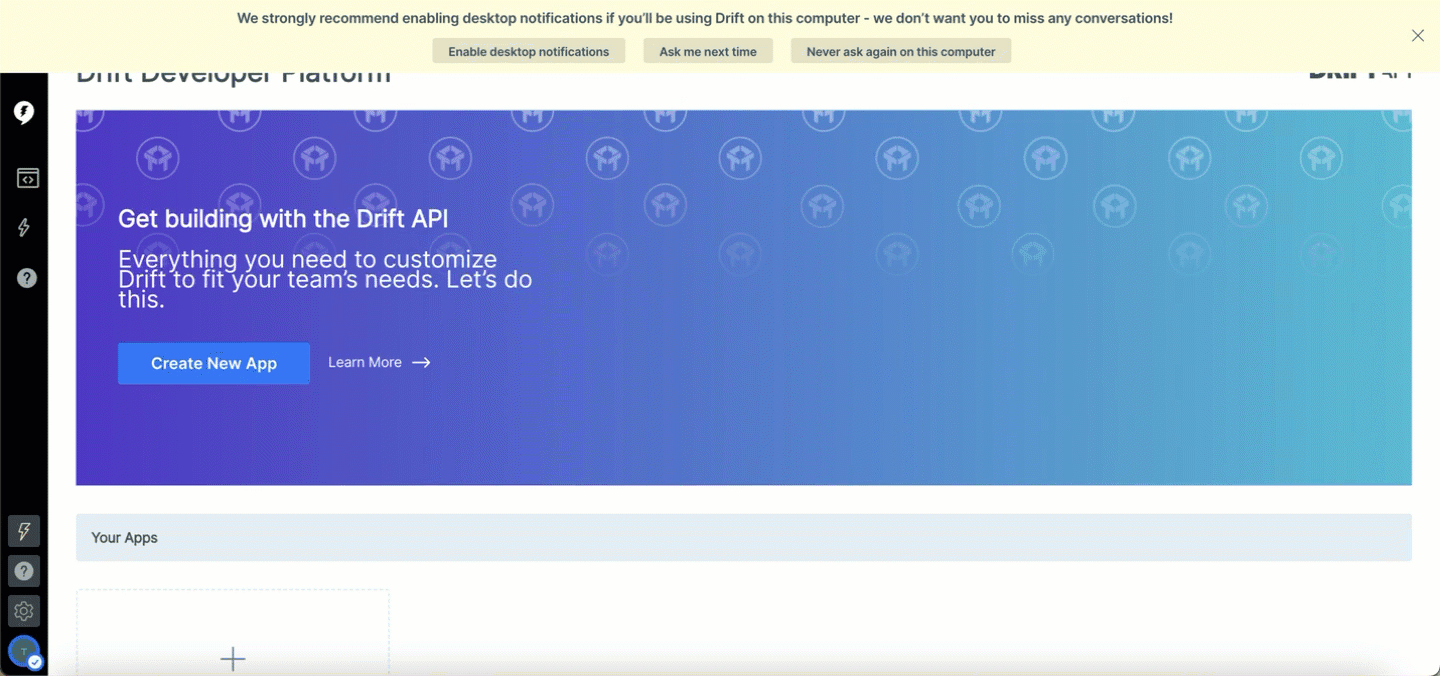 We strongly recommend enabling desktop notifications if you'll be using Drift on this computer - we don't want you to miss any conversations!
Enable desktop notifications
Ask me next time
Never ask again on this computer
Drift Developer Platform
DRIFT API
Get building with the Drift API
Everything you need to customize
Drift to fit your team's needs. Let's do
this.
Create New App
Learn More →
Your Apps
T